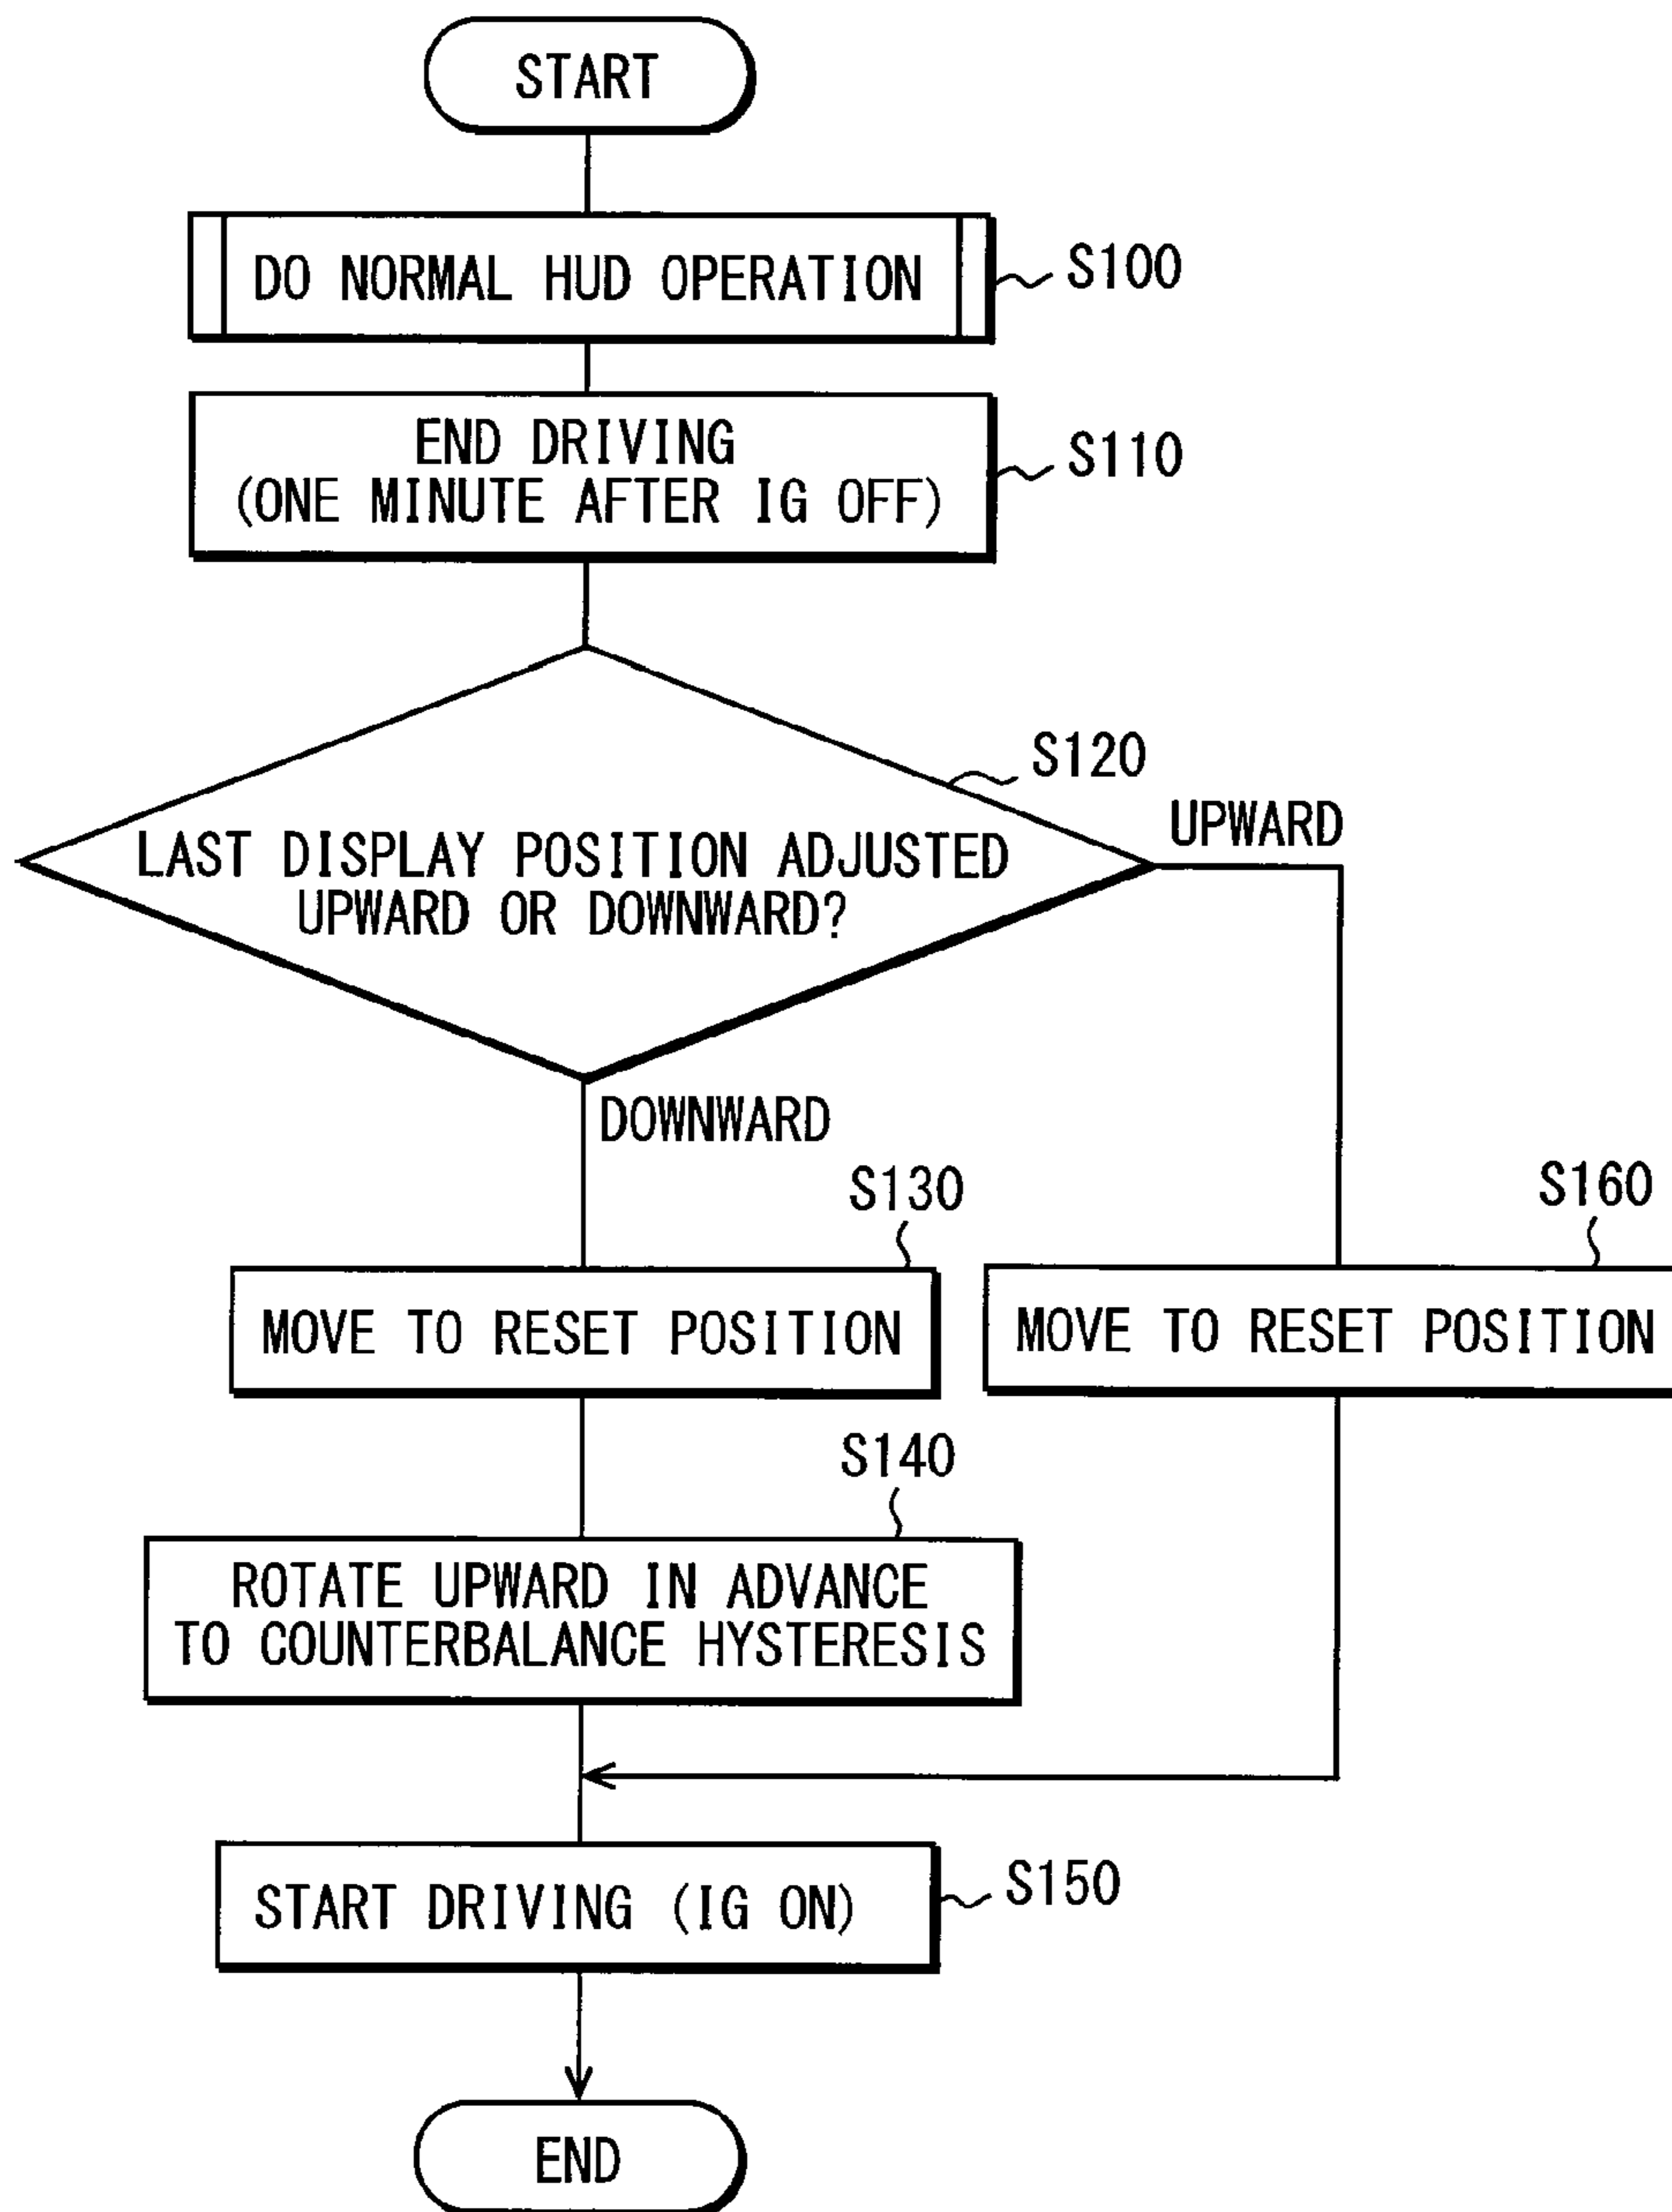 START
DO NORMAL HUD OPERATION
S100
END DRIVING
(ONE MINUTE AFTER IG OFF)
S110
S120
LAST DISPLAY POSITION ADJUSTED
UPWARD OR DOWNWARD?
UPWARD
DOWNWARD
S130
MOVE TO RESET POSITION
S160
MOVE TO RESET POSITION
S140
ROTATE UPWARD IN ADVANCE
TO COUNTERBALANCE HYSTERESIS
START DRIVING (IG ON)
S150
END